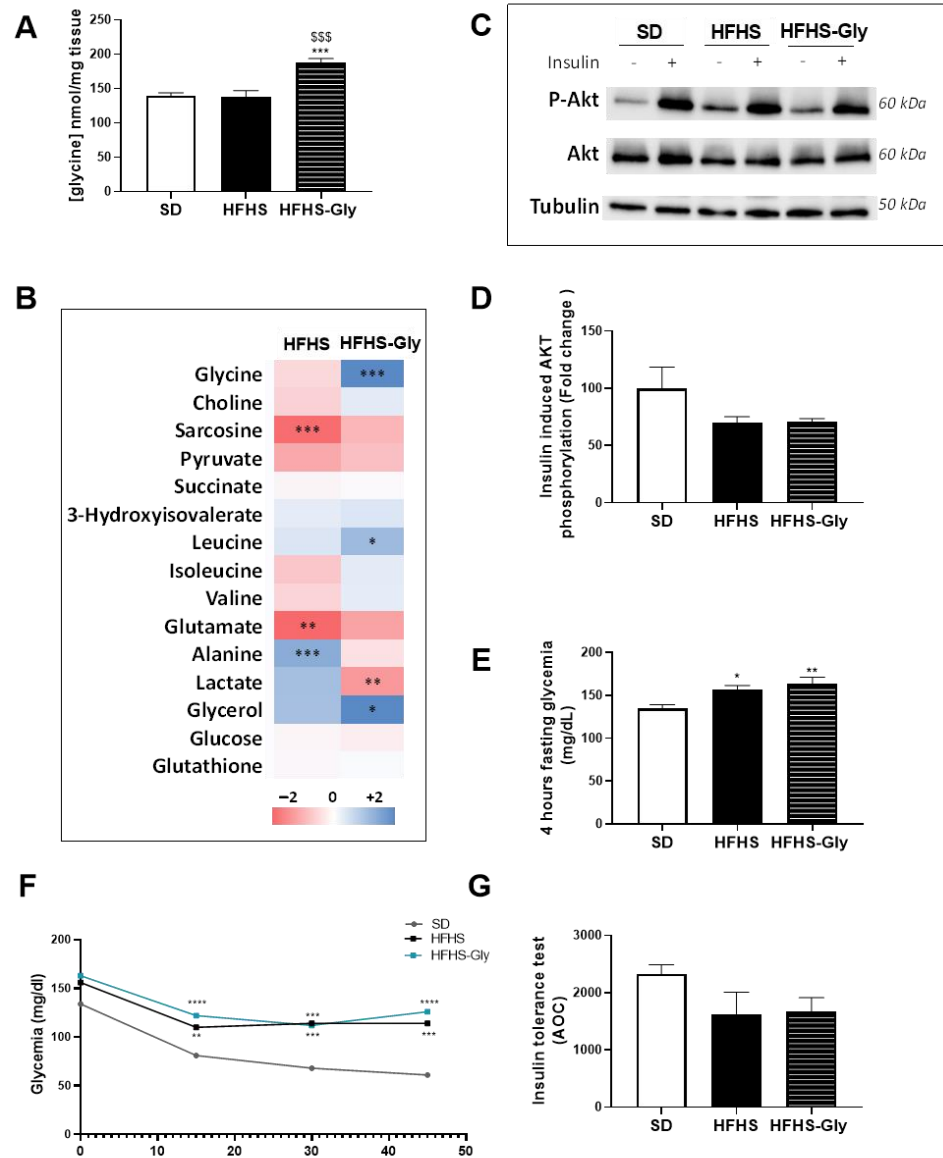 A
[glycine] nmol/mg tissue
250
200
150
100
50
0
$$$
***
SD HFHS HFHS-Gly
C
SD HFHS HFHS-Gly
Insulin - + - + - +
P-Akt 60 kDa
Akt 60 kDa
Tubulin 50 kDa
B
HFHS HFHS-Gly
Glycine ***
Choline
Sarcosine ***
Pyruvate
Succinate
3-Hydroxyisovalerate
Leucine *
Isoleucine
Valine
Glutamate **
Alanine ***
Lactate **
Glycerol *
Glucose
Glutathione
−2 0 +2
D
Insulin induced AKT
phosphorylation (Fold change )
150
100
50
0
SD HFHS HFHS-Gly
E
4 hours fasting glycemia
(mg/dL)
200
150
100
50
0
* **
SD HFHS HFHS-Gly
F
SD
HFHS
HFHS-Gly
Glycemia (mg/dl)
200
150
100
50
0
**** *** ****
** *** ***
0 10 20 30 40 50
G
Insulin tolerance test
(AOC)
3000
2000
1000
0
SD HFHS HFHS-Gly